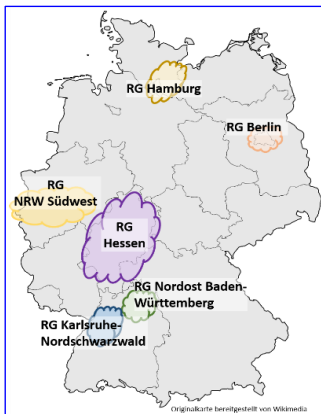 RG Hamburg
RG Berlin
RG
NRW Südwest
RG
Hessen
RG Nordost Baden-
Württemberg
RG Karlsruhe-
Nordschwarzwald
Originalkarte bereitgestellt von Wikimedia